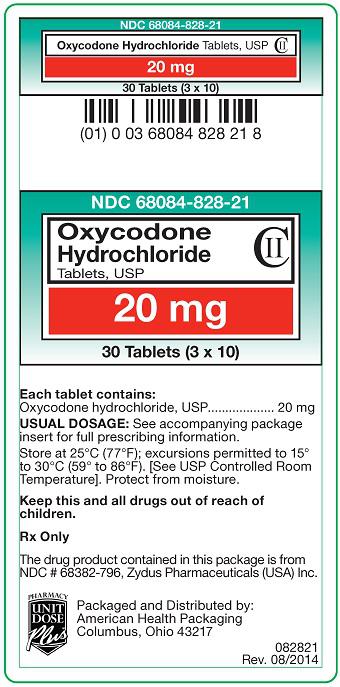 NDC 68084-828-21
Oxycodone Hydrochloride Tablets, USP CII
20 mg
30 Tablets (3 x 10)
(01) 0 03 68084 828 21 8
NDC 68084-828-21
Oxycodone
Hydrochloride
Tablets, USP
CII
20 mg
30 Tablets (3 x 10)
Each tablet contains:
Oxycodone hydrochloride, USP................... 20 mg
USUAL DOSAGE: See accompanying package
insert for full prescribing information.
Store at 25°C (77°F); excursions permitted to 15°
to 30°C (59° to 86°F). [See USP Controlled Room
Temperature]. Protect from moisture.
Keep this and all drugs out of reach of
children.
Rx Only
The drug product contained in this package is from
NDC # 68382-796, Zydus Pharmaceuticals (USA) Inc.
PHARMACY
UNIT
DOSE
Plus
Packaged and Distributed by:
American Health Packaging
Columbus, Ohio 43217
082821
Rev. 08/2014